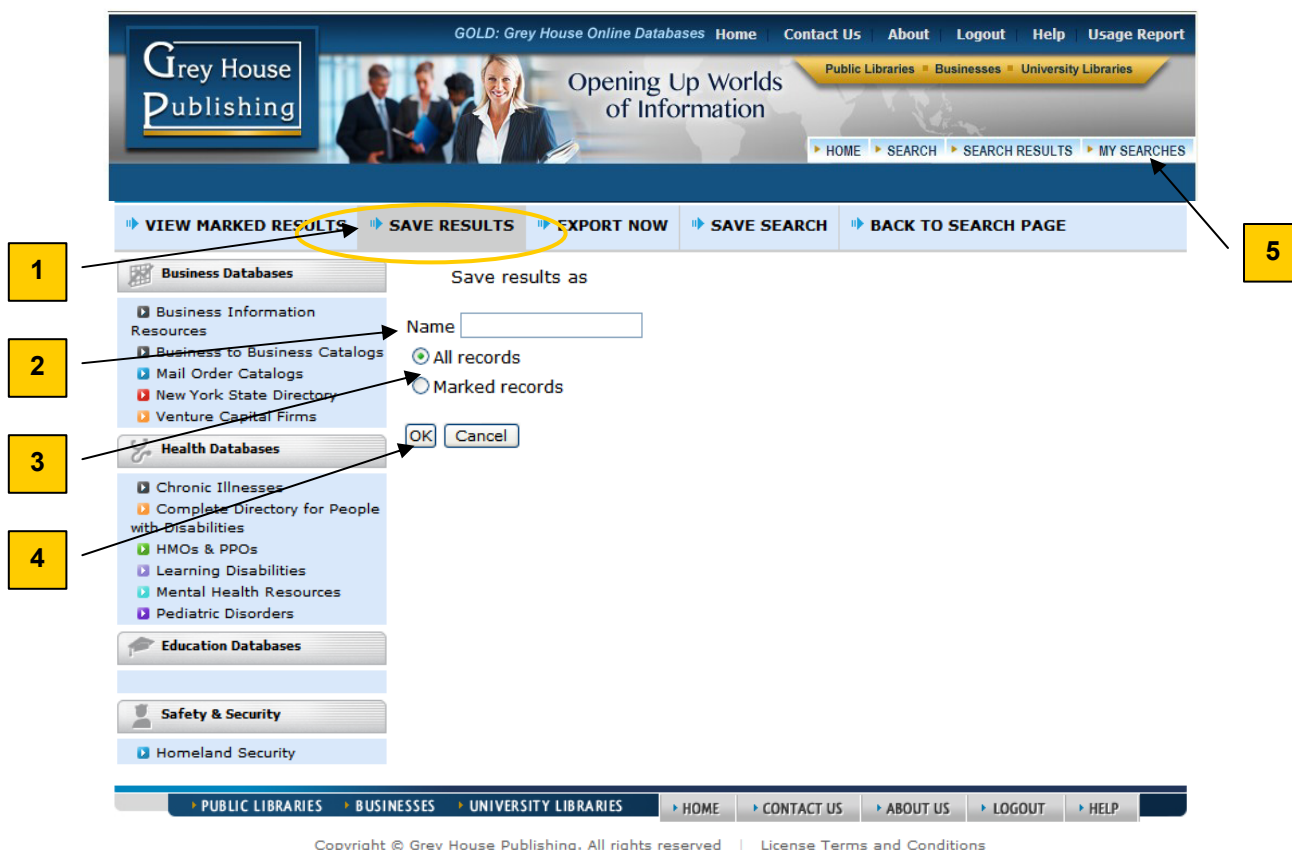 GOLD: Grey House Online Databases Home Contact Us About Logout Help Usage Report
Grey House
Publishing
Opening Up Worlds
of Information
Public Libraries Businesses University Libraries
HOME SEARCH SEARCH RESULTS MY SEARCHES
VIEW MARKED RESULTS SAVE RESULTS EXPORT NOW SAVE SEARCH BACK TO SEARCH PAGE
1
2
3
4
5
Business Databases
Business Information
Resources
Business to Business Catalogs
Mail Order Catalogs
New York State Directory
Venture Capital Firms
Health Databases
Chronic Illnesses
Complete Directory for People
with Disabilities
HMOs & PPOs
Learning Disabilities
Mental Health Resources
Pediatric Disorders
Education Databases
Safety & Security
Homeland Security
Save results as
Name
All records
Marked records
OK Cancel
PUBLIC LIBRARIES BUSINESSES UNIVERSITY LIBRARIES HOME CONTACT US ABOUT US LOGOUT HELP
Copyright © Grey House Publishing. All rights reserved | License Terms and Conditions